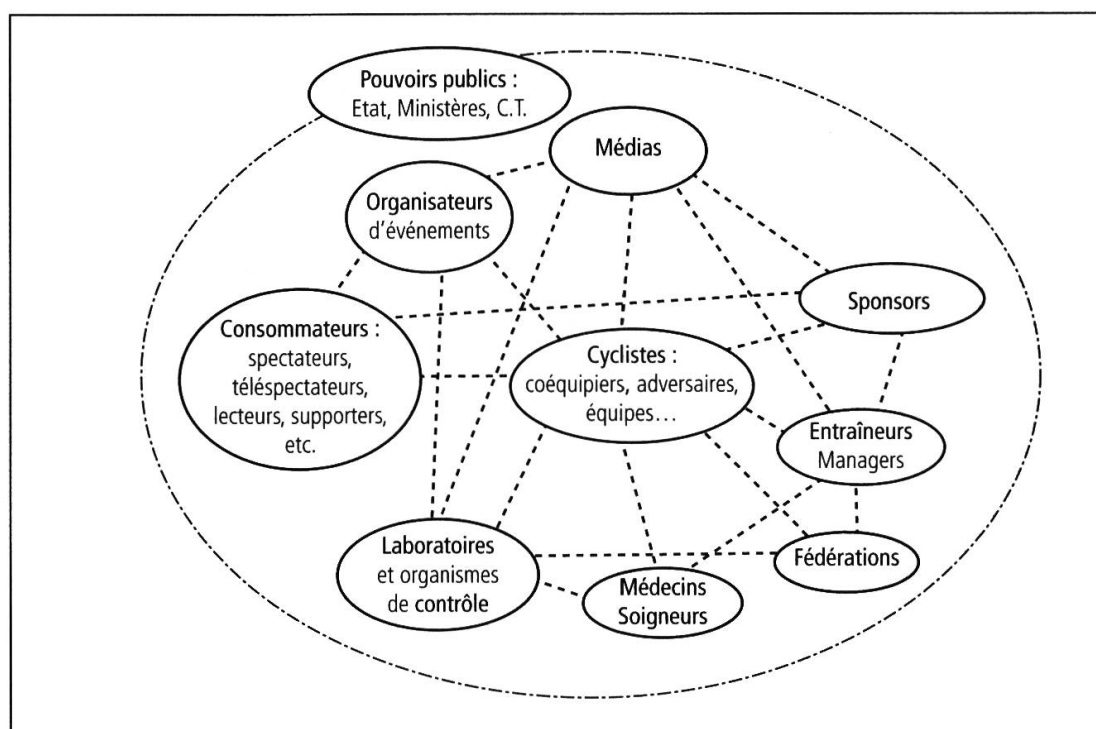 Pouvoirs publics :
Etat, Ministères, C.T.
Médias
Organisateurs
d'événements
Sponsors
Consommateurs :
spectateurs,
téléspectateurs,
lecteurs, supporters,
etc.
Cyclistes :
coéquipiers, adversaires,
équipes…
Entraîneurs
Managers
Laboratoires
et organismes
de contrôle
Médecins
Soigneurs
Fédérations